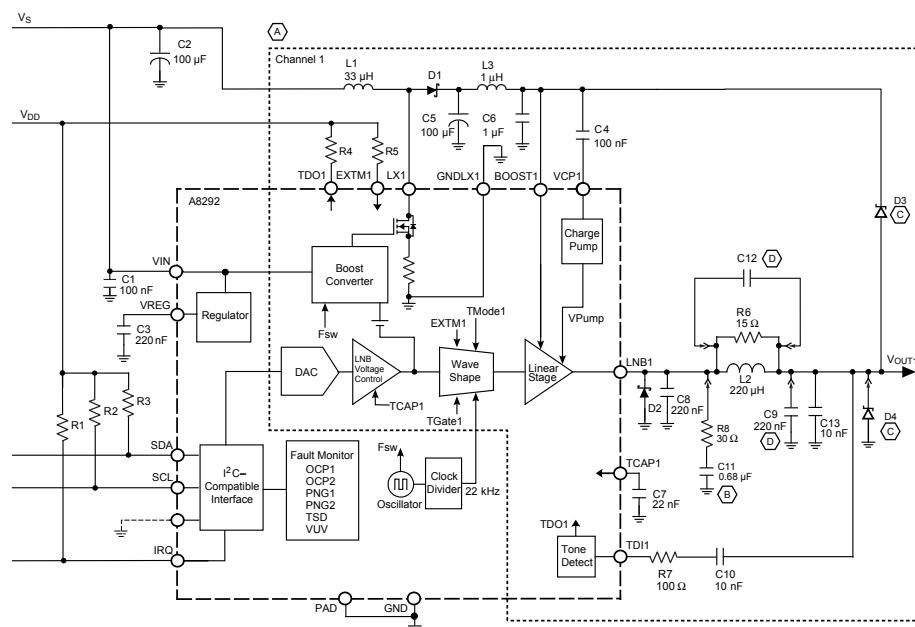 VS
A
C2
100 µF
Channel 1
L1
33 µH
D1
L3
1 µH
C5
100 µF
C6
1 µF
C4
100 nF
VDD
R4
R5
TDO1
EXTM1
LX1
GNDLX1
BOOST1
VCP1
A8292
D3
C
Charge
Pump
VIN
C1
100 nF
Boost
Converter
C12
D
VREG
Regulator
C3
220 nF
Fsw
TMode1
EXTM1
VPump
R6
15 Ω
DAC
LNB
Voltage
Control
Wave
Shape
Linear
Stage
LNB1
VOUT1
L2
220 µH
TCAP1
TGate1
D2
C8
220 nF
C9
220 nF
D
C13
10 nF
D4
C
R1
R2
R3
R8
30 Ω
C11
0.68 µF
B
SDA
SCL
IRQ
I2C–
Compatible
Interface
Fault Monitor
OCP1
OCP2
PNG1
PNG2
TSD
VUV
Fsw
Oscillator
Clock
Divider
22 kHz
TCAP1
C7
22 nF
TDO1
Tone
Detect
TDI1
R7
100 Ω
C10
10 nF
PAD
GND